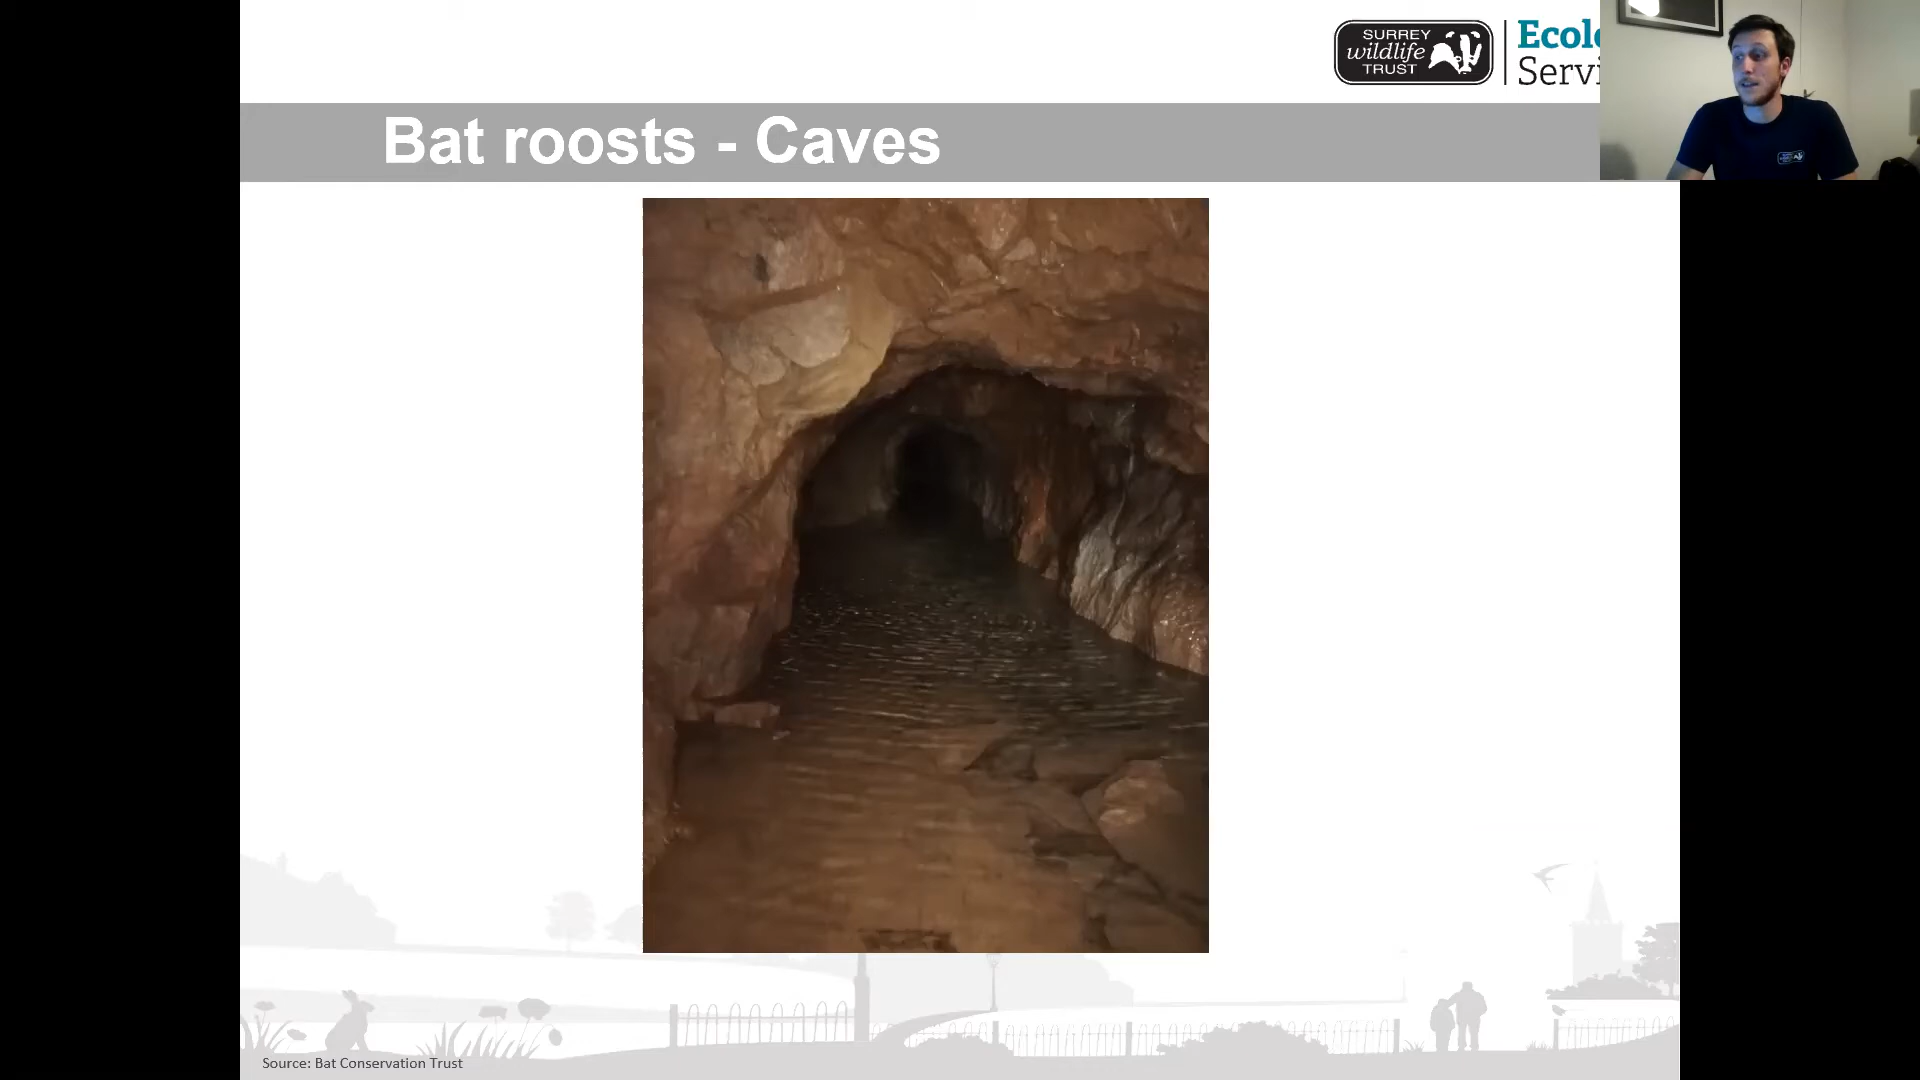 SURREY
wildlife
TRUST
Ecol
Servi
Bat roosts - Caves
Source: Bat Conservation Trust